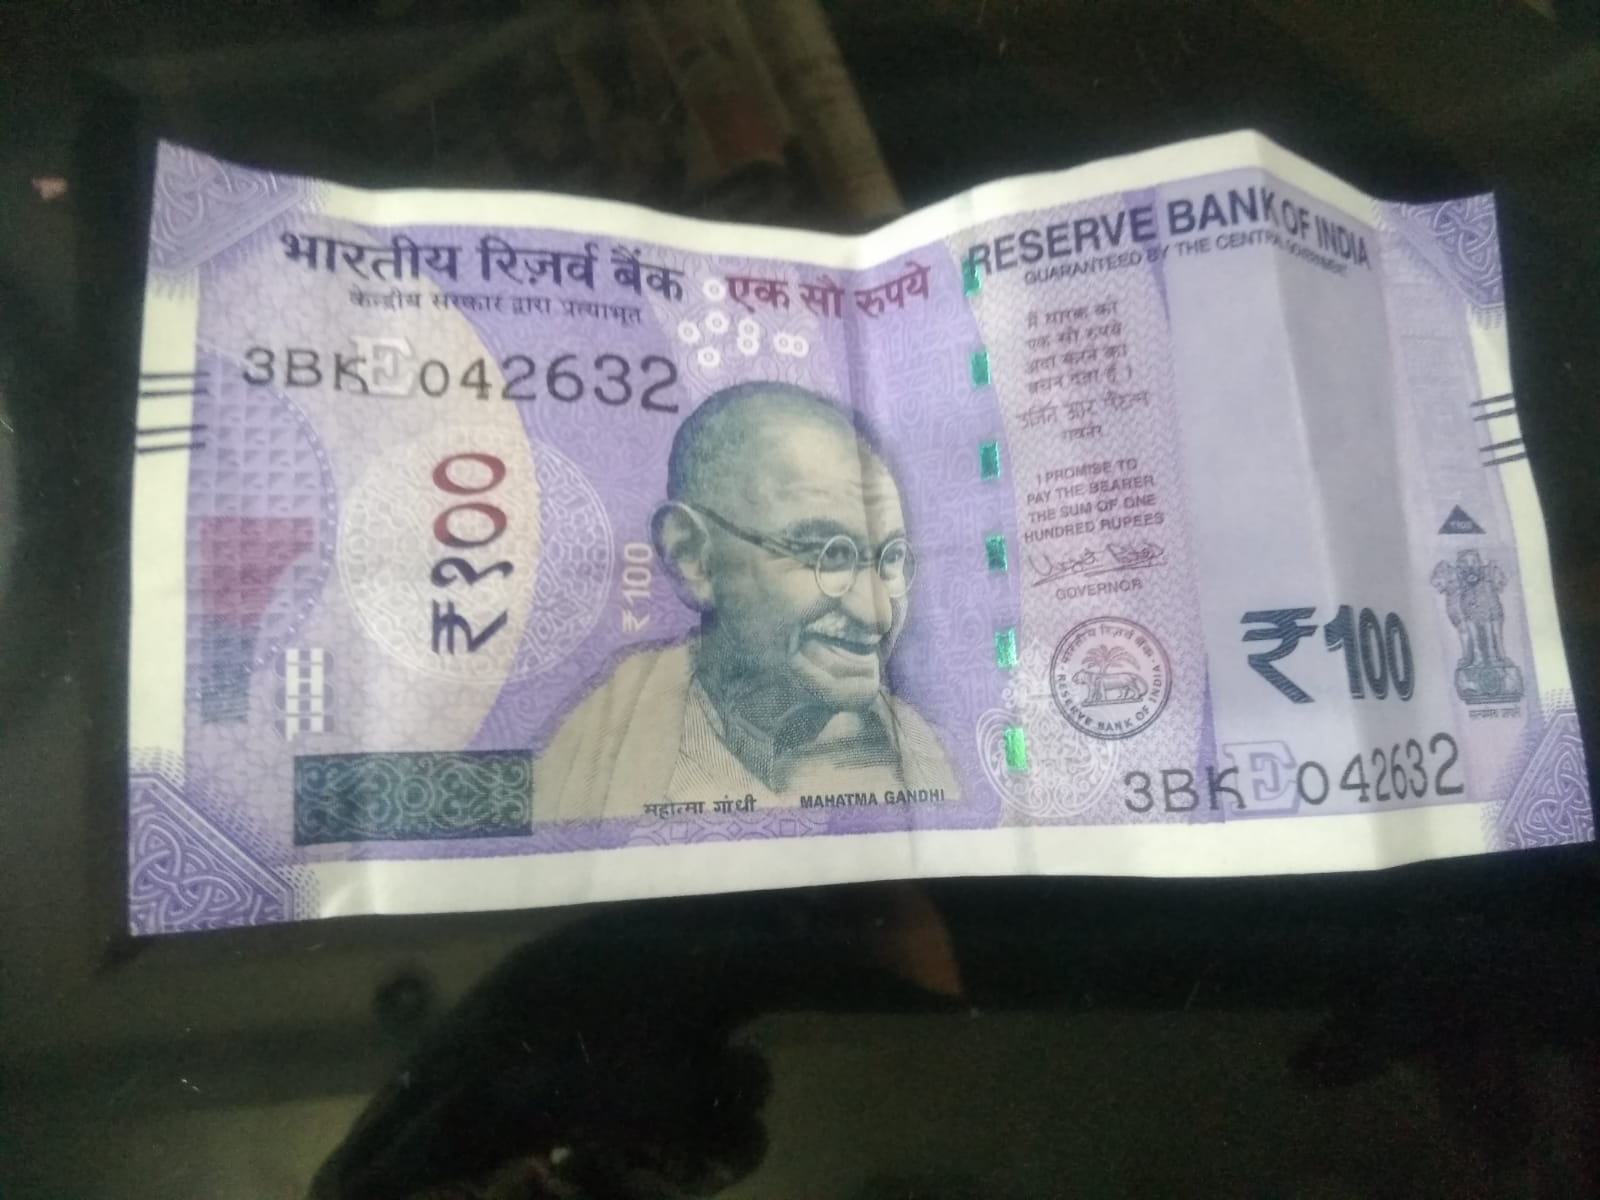 भारतीय रिज़र्व बैंक
केन्द्रीय सरकार द्वारा प्रत्याभूत
एक सौ रुपये
RESERVE BANK OF INDIA
GUARANTEED BY THE CENTRAL GOVERNMENT
3BK E 042632
₹१००
₹100
मैं धारक को
एक सौ रुपये
अदा करने का
वचन देता हूँ ।
उर्जित आर पटेल
गवर्नर
I PROMISE TO
PAY THE BEARER
THE SUM OF ONE
HUNDRED RUPEES
GOVERNOR
भारतीय रिज़र्व बैंक
RESERVE BANK OF INDIA
₹100
सत्यमेव जयते
महात्मा गांधी MAHATMA GANDHI
3BK E 042632